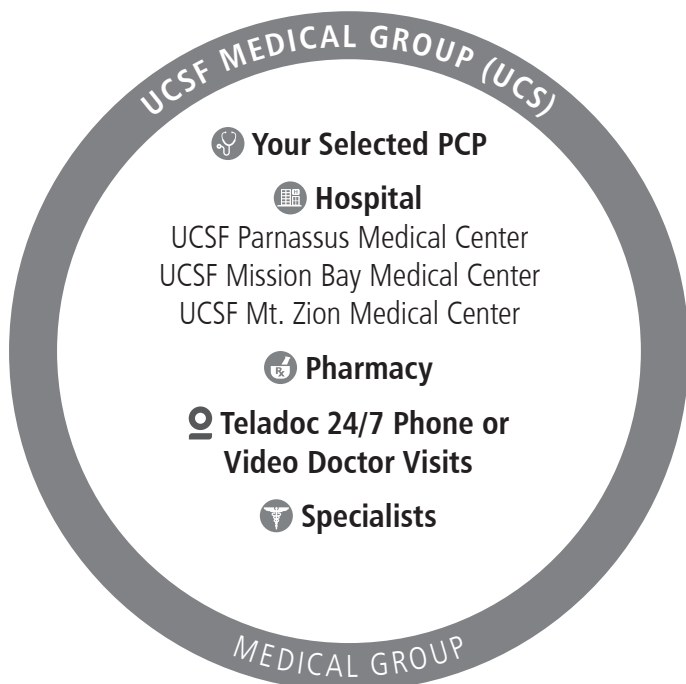 UCSF MEDICAL GROUP (UCS)
Your Selected PCP
Hospital
UCSF Parnassus Medical Center
UCSF Mission Bay Medical Center
UCSF Mt. Zion Medical Center
Rx
Pharmacy
Teladoc 24/7 Phone or
Video Doctor Visits
Specialists
MEDICAL GROUP